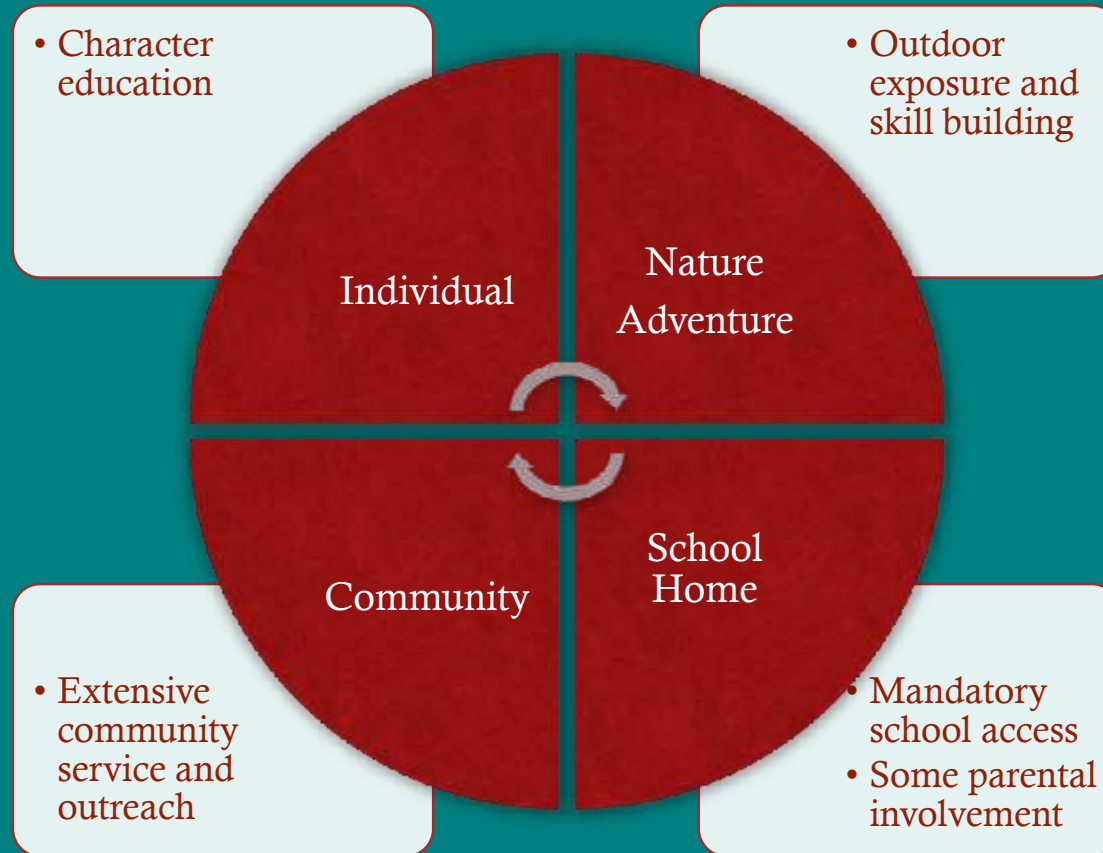 • Character
education
• Outdoor
exposure and
skill building
Individual
Nature
Adventure
Community
School
Home
• Extensive
community
service and
outreach
• Mandatory
school access
• Some parental
involvement